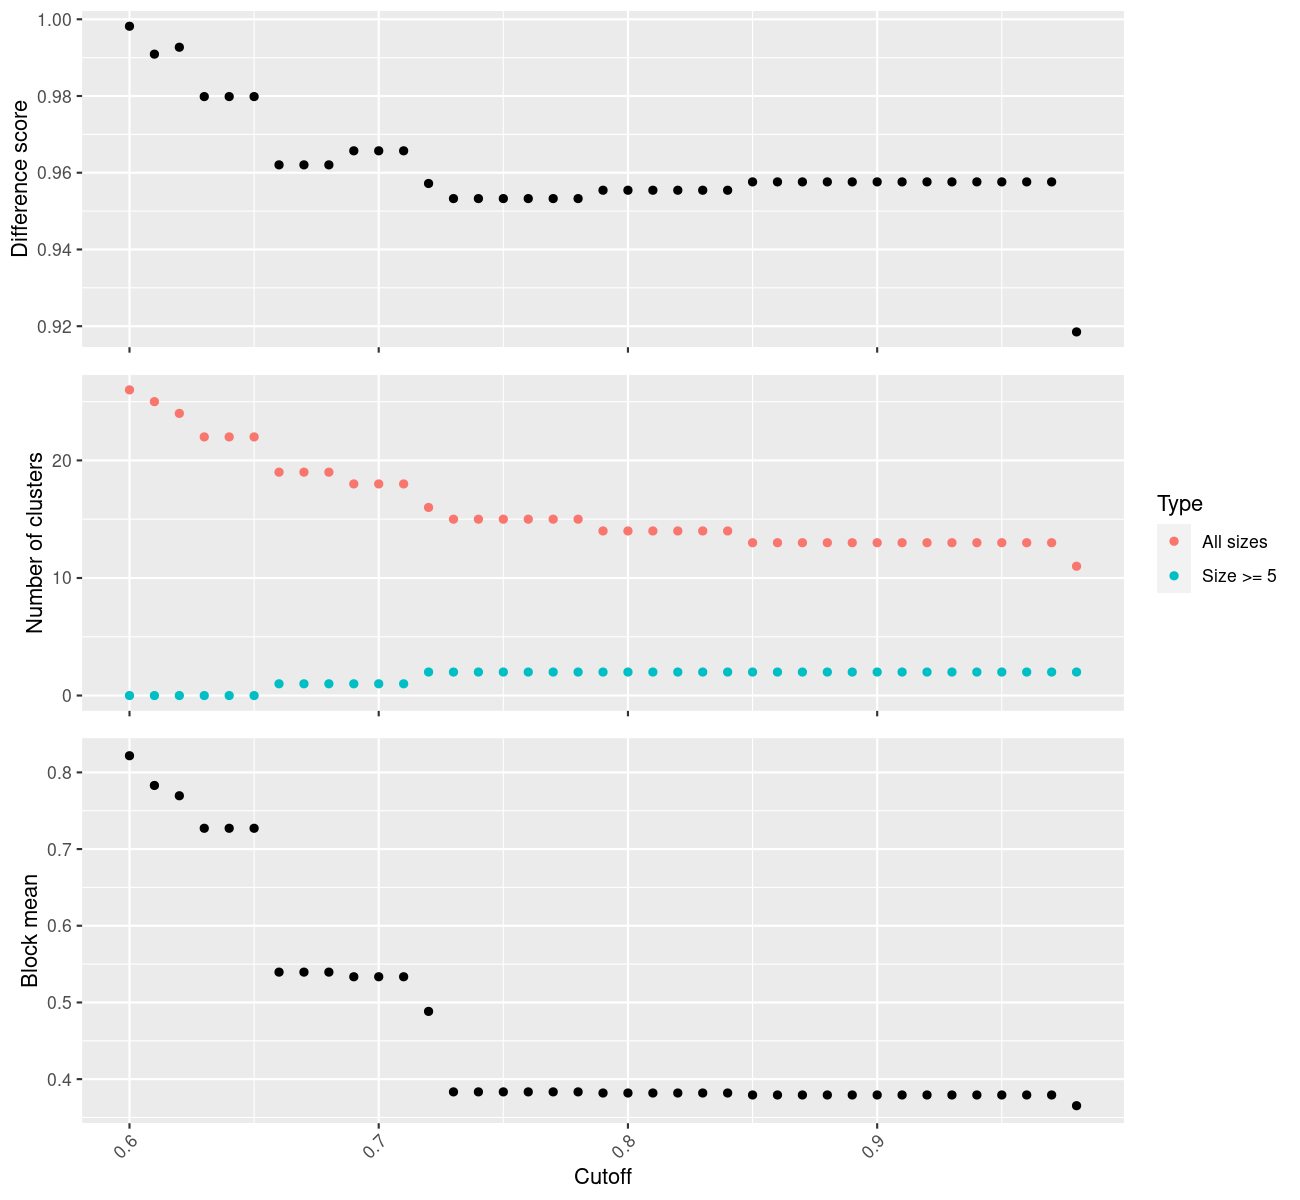 1.00
0.98
0.96
0.94
0.92
Difference score
20
10
0
Number of clusters
Type
All sizes
Size >= 5
0.8
0.7
0.6
0.5
0.4
Block mean
0.6 0.7 0.8 0.9
Cutoff